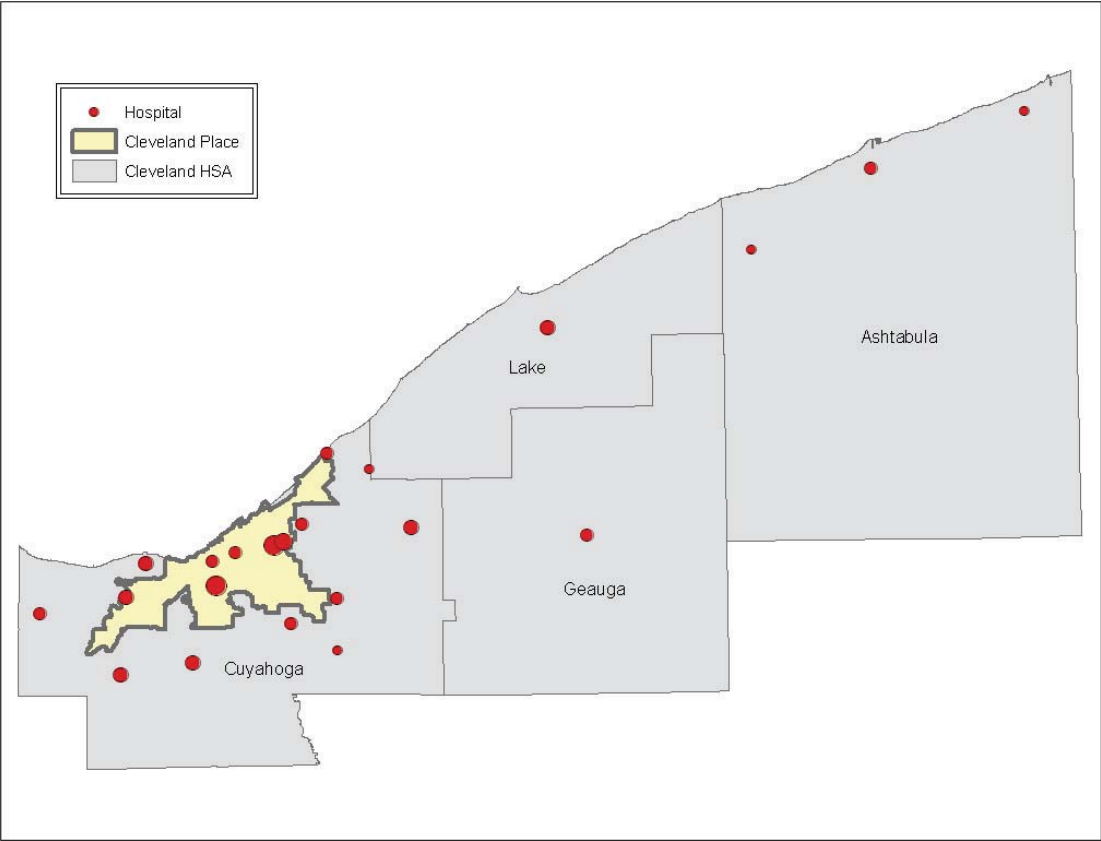 Hospital
Cleveland Place
Cleveland HSA
Ashtabula
Lake
Geauga
Cuyahoga